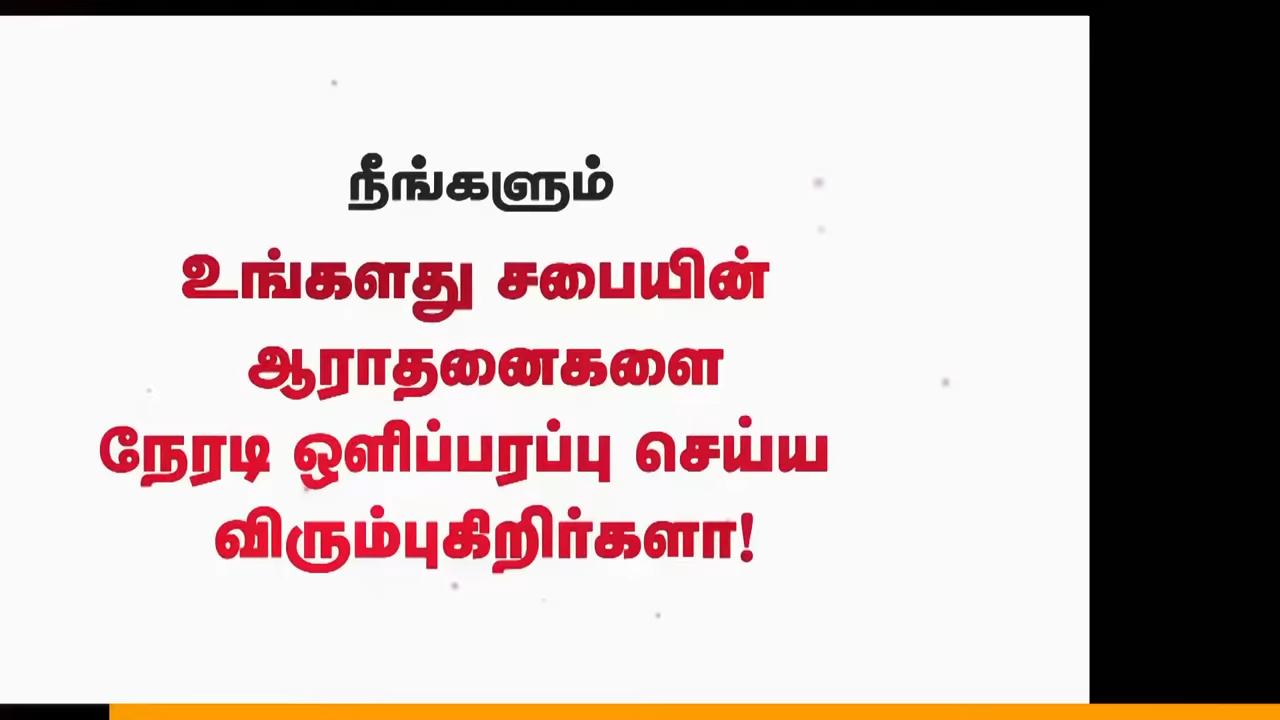 நீங்களும்
உங்களது சபையின்
ஆராதனைகளை
நேரடி ஒளிப்பரப்பு செய்ய
விரும்புகிறிர்களா!